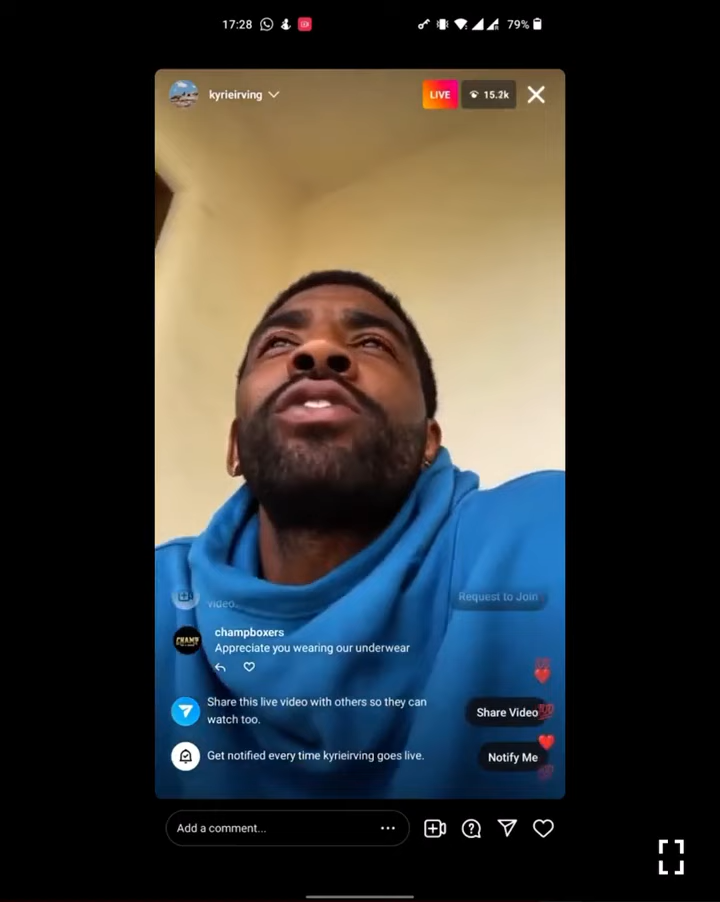 17:28
79%
kyrieirving
LIVE
15.2k
video.
Request to Join
champboxers
Appreciate you wearing our underwear
Share this live video with others so they can
watch too.
Share Video
Get notified every time kyrieirving goes live.
Notify Me
Add a comment...